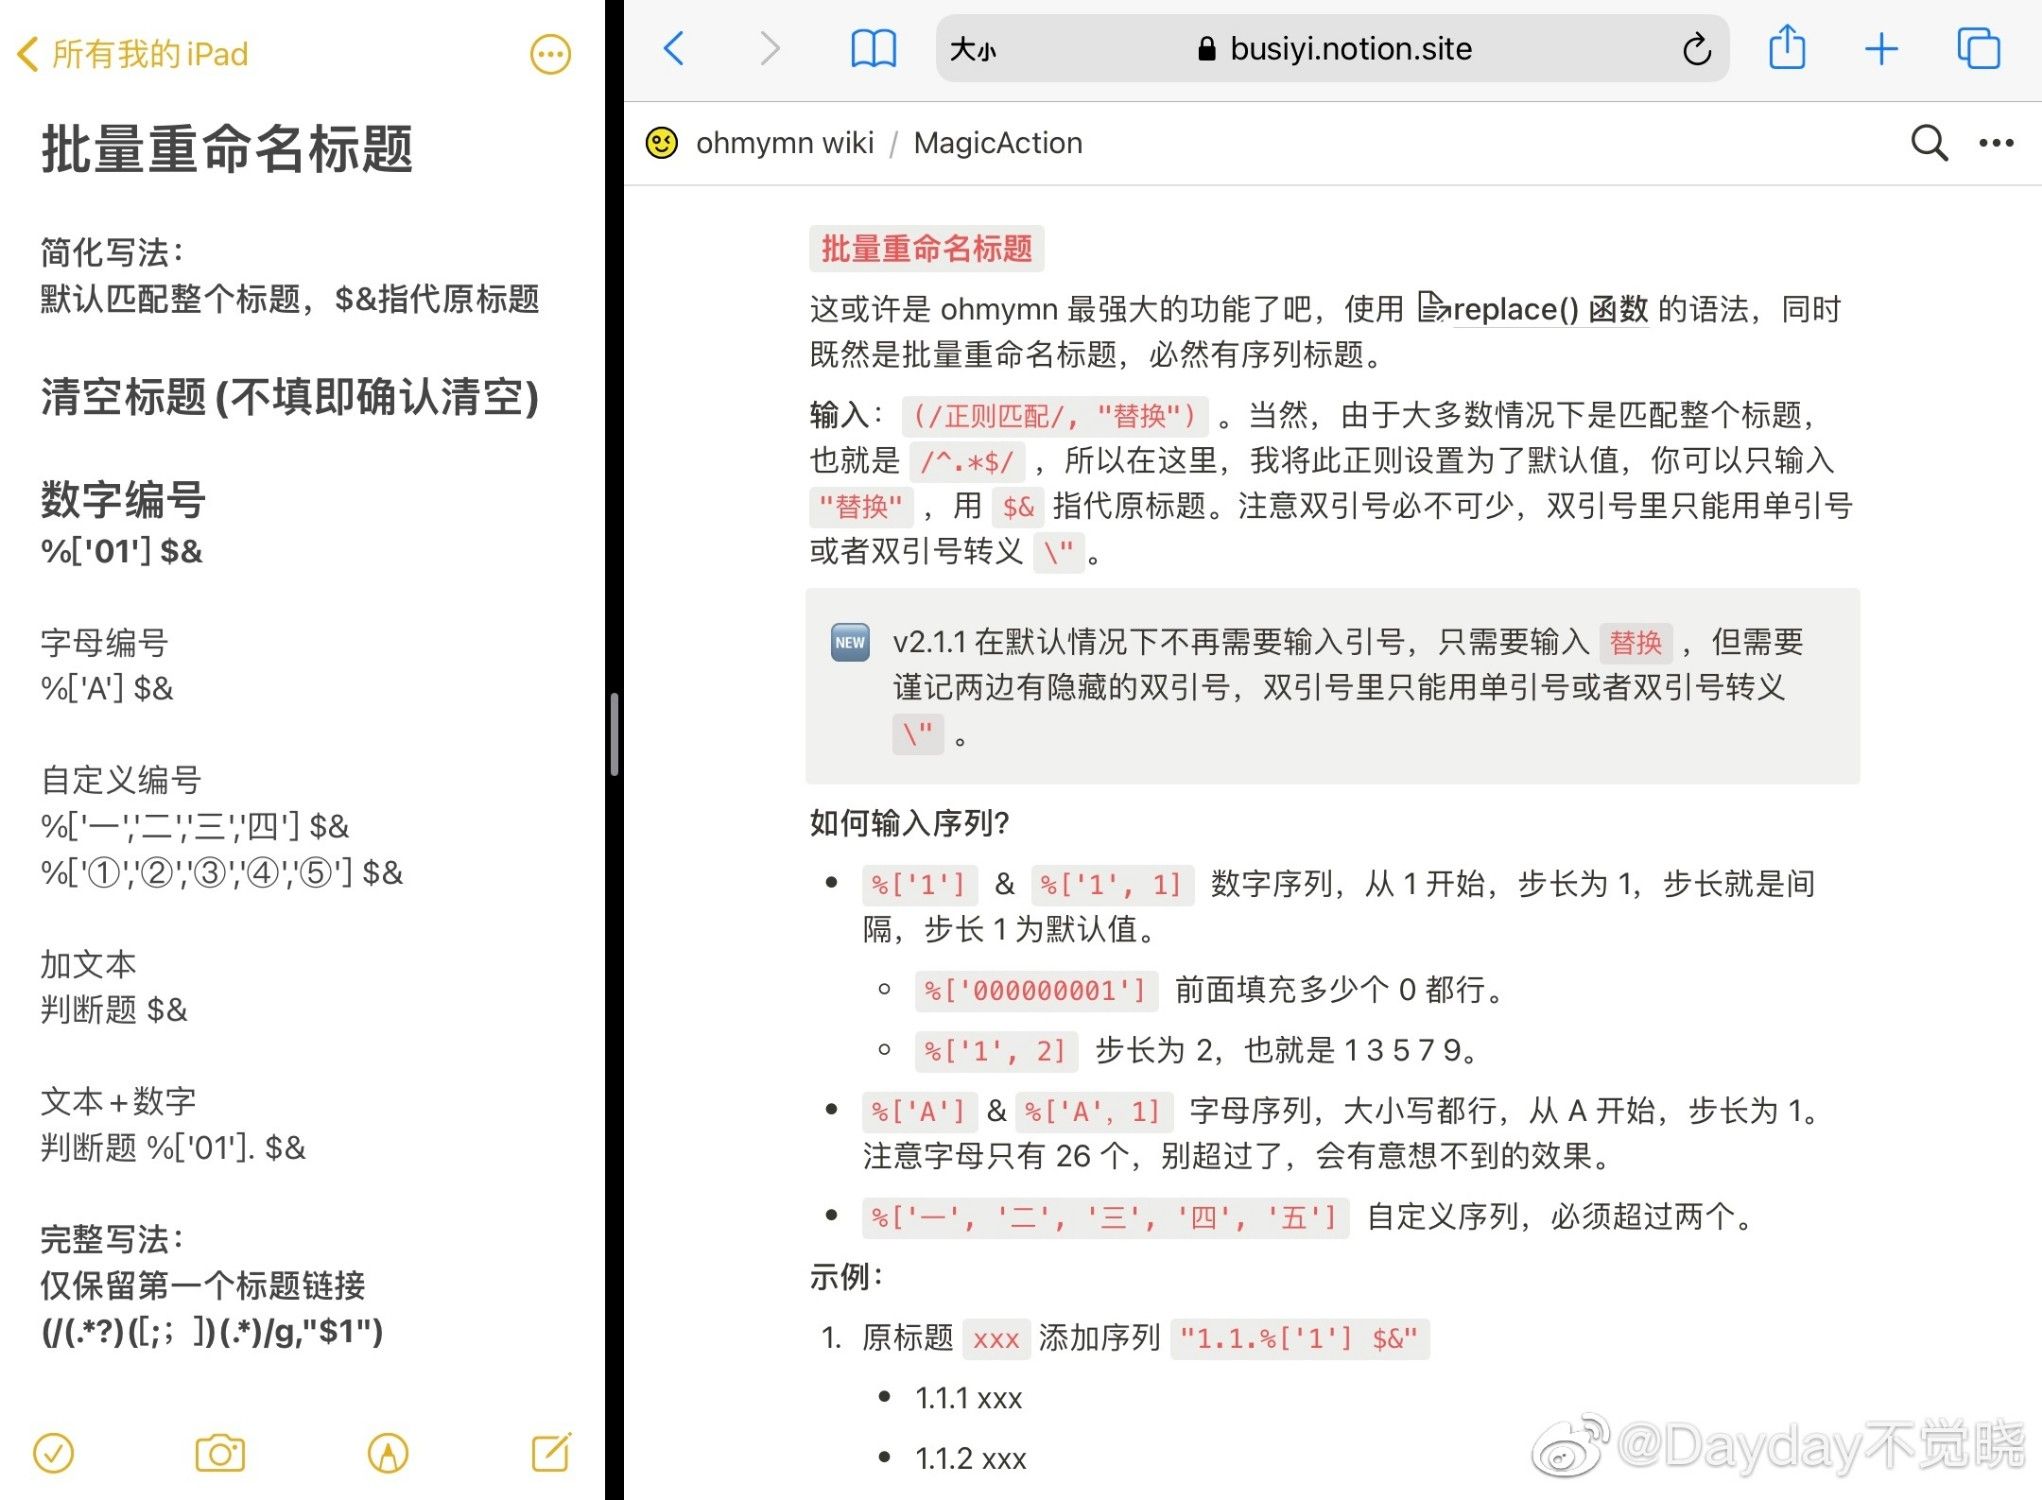 所有我的iPad
批量重命名标题
简化写法：
默认匹配整个标题，$&指代原标题
清空标题(不填即确认清空)
数字编号
%['01'] $&
字母编号
%['A'] $&
自定义编号
%['一','二','三','四'] $&
%['①','②','③','④','⑤'] $&
加文本
判断题 $&
文本+数字
判断题 %['01']. $&
完整写法：
仅保留第一个标题链接
(/(.*?)([;；])(.*)/g,"$1")
大小
busiyi.notion.site
ohmymn wiki / MagicAction
批量重命名标题
这或许是 ohmymn 最强大的功能了吧，使用 replace() 函数 的语法，同时
既然是批量重命名标题，必然有序列标题。
输入： (/正则匹配/, "替换") 。当然，由于大多数情况下是匹配整个标题，
也就是 /^.*$/ ，所以在这里，我将此正则设置为了默认值，你可以只输入
"替换" ，用 $& 指代原标题。注意双引号必不可少，双引号里只能用单引号
或者双引号转义 \" 。
NEW
v2.1.1 在默认情况下不再需要输入引号，只需要输入 替换 ，但需要
谨记两边有隐藏的双引号，双引号里只能用单引号或者双引号转义
\" 。
如何输入序列?
• %['1'] & %['1', 1] 数字序列，从 1 开始，步长为 1，步长就是间
隔，步长 1 为默认值。
◦ %['000000001'] 前面填充多少个 0 都行。
◦ %['1', 2] 步长为 2，也就是 1 3 5 7 9。
• %['A'] & %['A', 1] 字母序列，大小写都行，从 A 开始，步长为 1。
注意字母只有 26 个，别超过了，会有意想不到的效果。
• %['一', '二', '三', '四', '五'] 自定义序列，必须超过两个。
示例：
1. 原标题 xxx 添加序列 "1.1.%['1'] $&"
• 1.1.1 xxx
• 1.1.2 xxx
@Dayday不觉晓